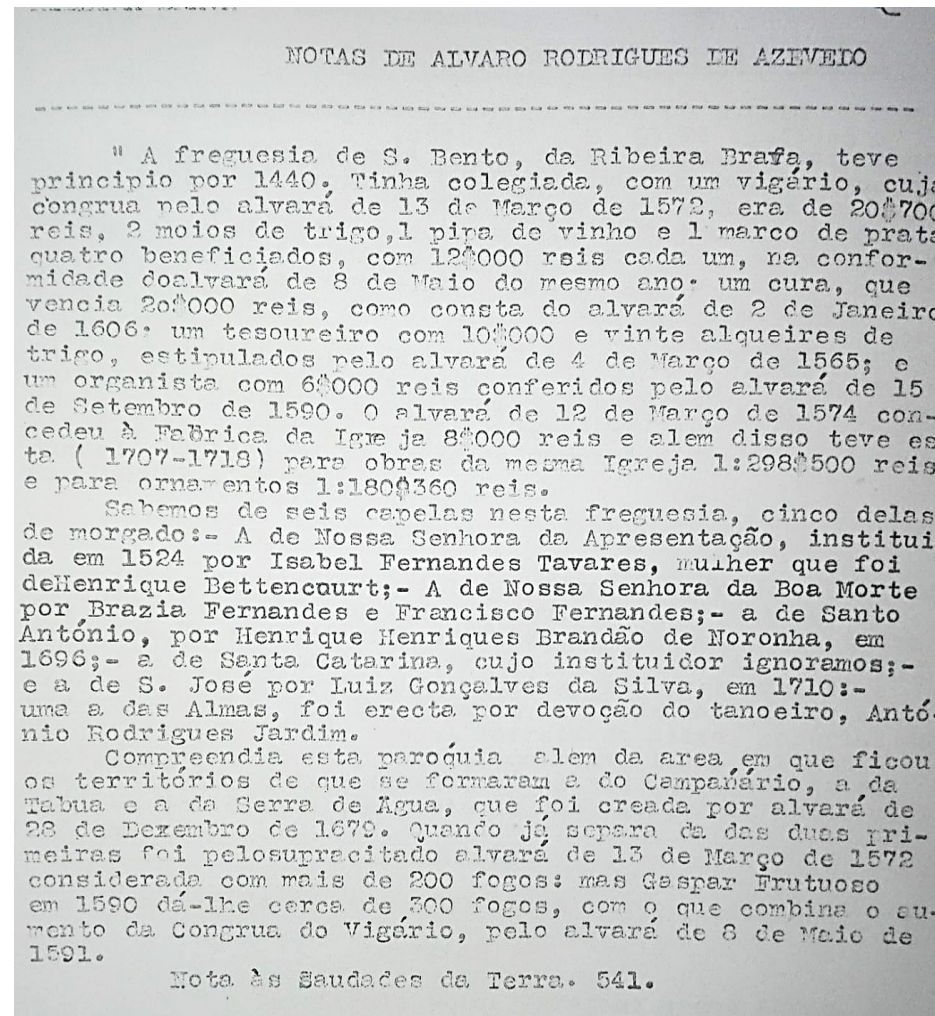 NOTAS DE ALVARO RODRIGUES DE AZEVEDO
" A freguesia de S. Bento, da Ribeira Brafa, teve
principio por 1440. Tinha colegiada, com um vigário, cuja
congrua pelo alvará de 13 de Março de 1572, era de 20$700
reis, 2 moios de trigo,1 pipa de vinho e 1 marco de prata
quatro beneficiados, com 12$000 reis cada um, na confor-
midade doalvará de 8 de Maio do mesmo ano; um cura, que
vencia 20$000 reis, como consta do alvará de 2 de Janeiro
de 1606; um tesoureiro com 10$000 e vinte alqueires de
trigo, estipulados pelo alvará de 4 de Março de 1565; e
um organista com 6$000 reis conferidos pelo alvará de 15
de Setembro de 1590. O alvará de 12 de Março de 1574 con-
cedeu à Fabrica da Igre ja 8$000 reis e alem disso teve es
ta ( 1707-1718) para obras da mesma Igreja 1:298$500 reis
e para ornamentos 1:180$360 reis.
Sabemos de seis capelas nesta freguesia, cinco delas
de morgado:- A de Nossa Senhora da Apresentação, institui
da em 1524 por Isabel Fernandes Tavares, mulher que foi
deHenrique Bettencourt;- A de Nossa Senhora da Boa Morte
por Brazia Fernandes e Francisco Fernandes;- a de Santo
António, por Henrique Henriques Brandão de Noronha, em
1696;- a de Santa Catarina, cujo instituidor ignoramos;-
e a de S. José por Luiz Gonçalves da Silva, em 1710:-
uma a das Almas, foi erecta por devoção do tanoeiro, Antó-
nio Rodrigues Jardim.
Compreendia esta paróquia alem da area em que ficou
os territórios de que se formaram a do Campanário, a da
Tabua e a da Serra de Agua, que foi creada por alvará de
28 de Dezembro de 1679. Quando já separa da das duas pri-
meiras foi pelosupracitado alvará de 13 de Março de 1572
considerada com mais de 200 fogos: mas Gaspar Frutuoso
em 1590 dá-lhe cerca de 300 fogos, com o que combina o au-
mento da Congrua do Vigário, pelo alvará de 8 de Maio de
1591.
Nota às Saudades da Terra. 541.